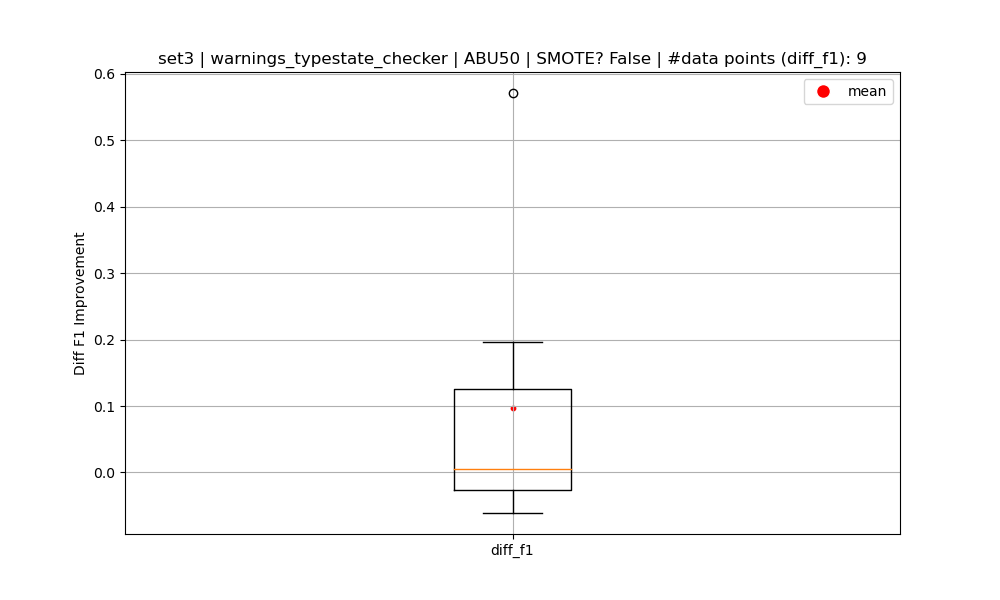 set3 | warnings_typestate_checker | ABU50 | SMOTE? False | #data points (diff_f1): 9
mean
0.6
0.5
0.4
0.3
0.2
0.1
0.0
Diff F1 Improvement
diff_f1